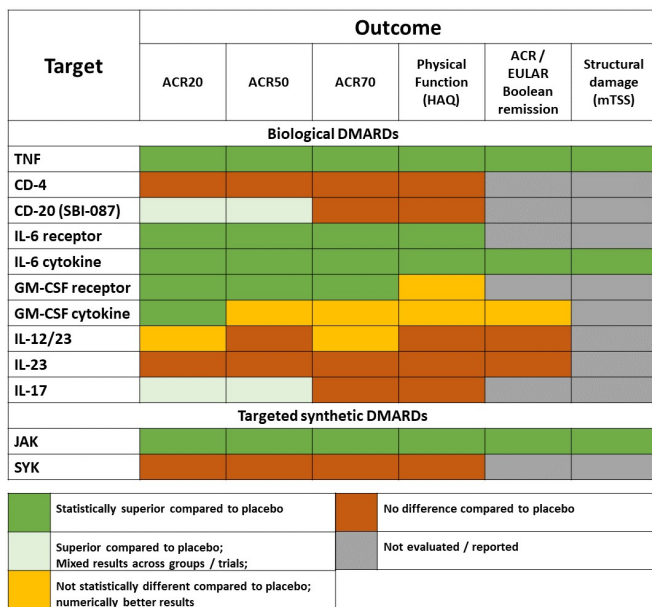 Target
Outcome
ACR20
ACR50
ACR70
Physical
Function
(HAQ)
ACR /
EULAR
Boolean
remission
Structural
damage
(mTSS)
Biological DMARDs
TNF
CD-4
CD-20 (SBI-087)
IL-6 receptor
IL-6 cytokine
GM-CSF receptor
GM-CSF cytokine
IL-12/23
IL-23
IL-17
Targeted synthetic DMARDs
JAK
SYK
Statistically superior compared to placebo
No difference compared to placebo
Superior compared to placebo;
Mixed results across groups / trials;
Not evaluated / reported
Not statistically different compared to placebo;
numerically better results